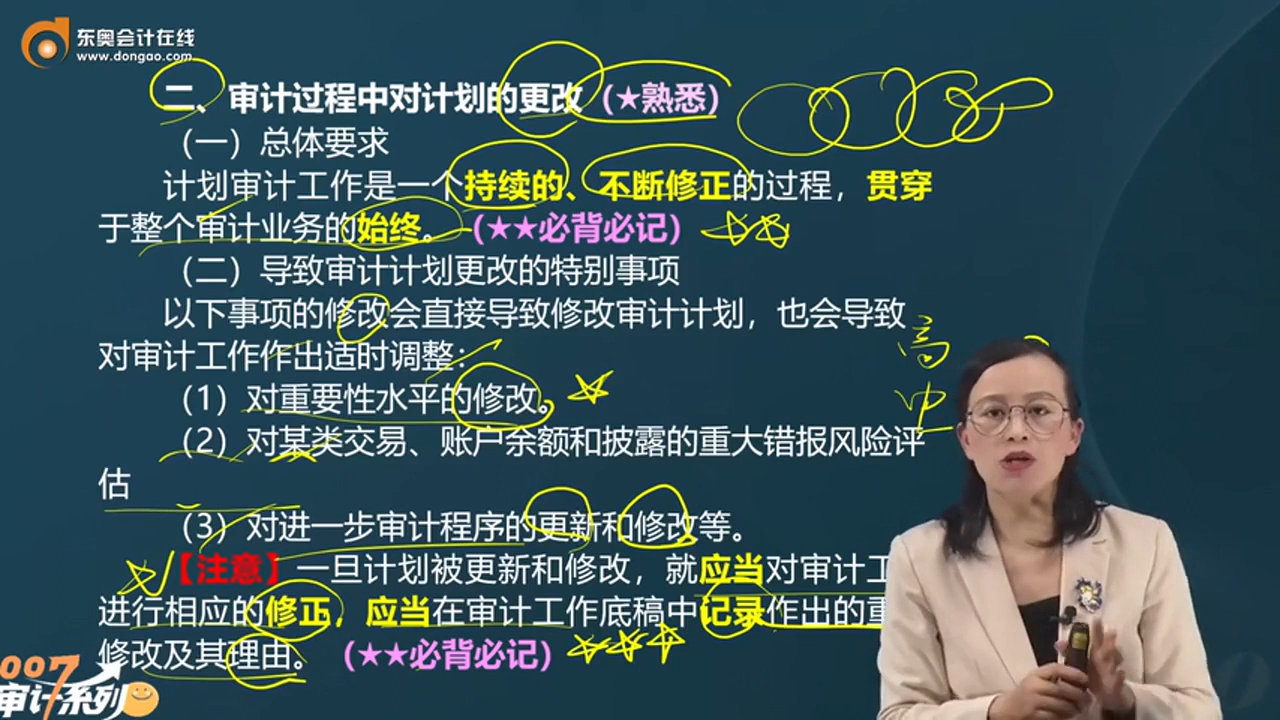 东奥会计在线
www.dongao.com
二、审计过程中对计划的更改（★熟悉）
（一）总体要求
计划审计工作是一个持续的、不断修正的过程，贯穿
于整个审计业务的始终。（★★必背必记）
（二）导致审计计划更改的特别事项
以下事项的修改会直接导致修改审计计划，也会导致
对审计工作作出适时调整：
高
（1）对重要性水平的修改。
（2）对某类交易、账户余额和披露的重大错报风险评
估
（3）对进一步审计程序的更新和修改等。
【注意】一旦计划被更新和修改，就应当对审计工
进行相应的修正，应当在审计工作底稿中记录作出的重
修改及其理由。（★★必背必记）
007
审计系列